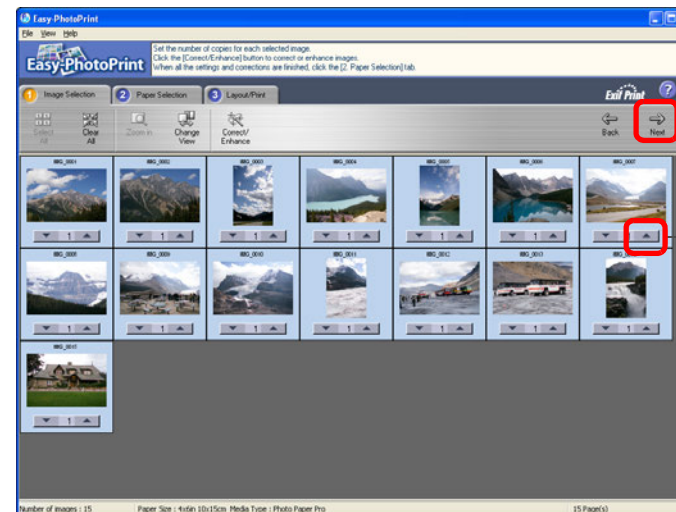 Easy-PhotoPrint
File View Help
Easy-PhotoPrint
Set the number of copies for each selected image.
Click the [Correct/Enhance] button to correct or enhance images.
When all the settings and corrections are finished, click the [2. Paper Selection] tab.
1 Image Selection 2 Paper Selection 3 Layout/Print Exif Print ?
Select All Clear All Zoom in Change View Correct/Enhance Back Next
IMG_0001 IMG_0002 IMG_0003 IMG_0004 IMG_0005 IMG_0006 IMG_0007
1 1 1 1 1 1 1
IMG_0008 IMG_0009 IMG_0010 IMG_0011 IMG_0012 IMG_0013
1 1 1 1 1 1 1
IMG_0015
1
Number of images : 15 Paper Size : 4x6in 10x15cm Media Type : Photo Paper Pro 15 Page(s)